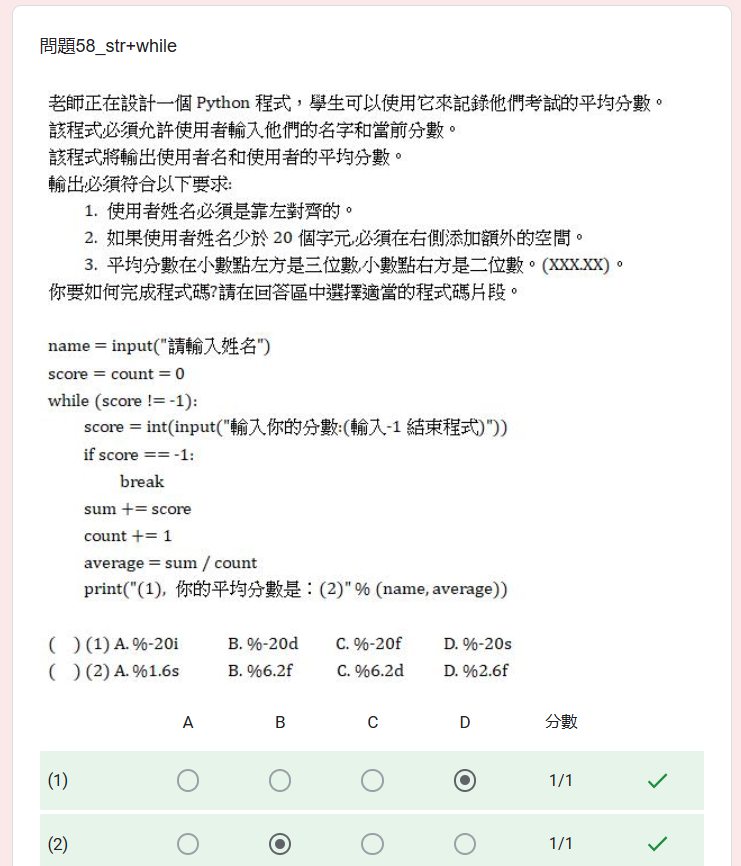 問題58_str+while
老師正在設計一個 Python 程式，學生可以使用它來記錄他們考試的平均分數。
該程式必須允許使用者輸入他們的名字和當前分數。
該程式將輸出使用者名和使用者的平均分數。
輸出必須符合以下要求:
1. 使用者姓名必須是靠左對齊的。
2. 如果使用者姓名少於 20 個字元,必須在右側添加額外的空間。
3. 平均分數在小數點左方是三位數,小數點右方是二位數。(XXX.XX)。
你要如何完成程式碼?請在回答區中選擇適當的程式碼片段。
name = input("請輸入姓名")
score = count = 0
while (score != -1):
score = int(input("輸入你的分數:(輸入-1 結束程式)"))
if score == -1:
break
sum += score
count += 1
average = sum / count
print("(1), 你的平均分數是：(2)" % (name, average))
( ) (1) A. %-20i B. %-20d C. %-20f D. %-20s
( ) (2) A. %1.6s B. %6.2f C. %6.2d D. %2.6f
A B C D 分數
(1) 1/1
(2) 1/1